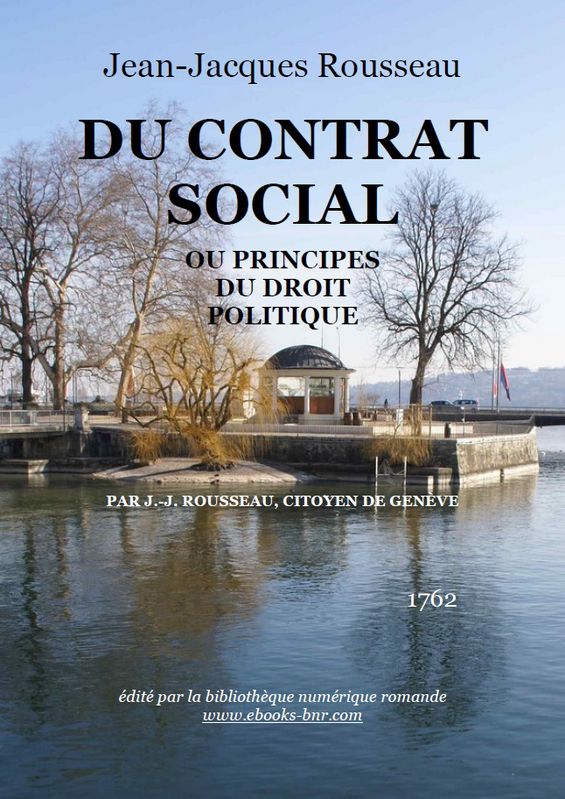 Jean-Jacques Rousseau
DU CONTRAT
SOCIAL
OU PRINCIPES
DU DROIT
POLITIQUE
PAR J.-J. ROUSSEAU, CITOYEN DE GENÈVE
1762
édité par la bibliothèque numérique romande
www.ebooks-bnr.com